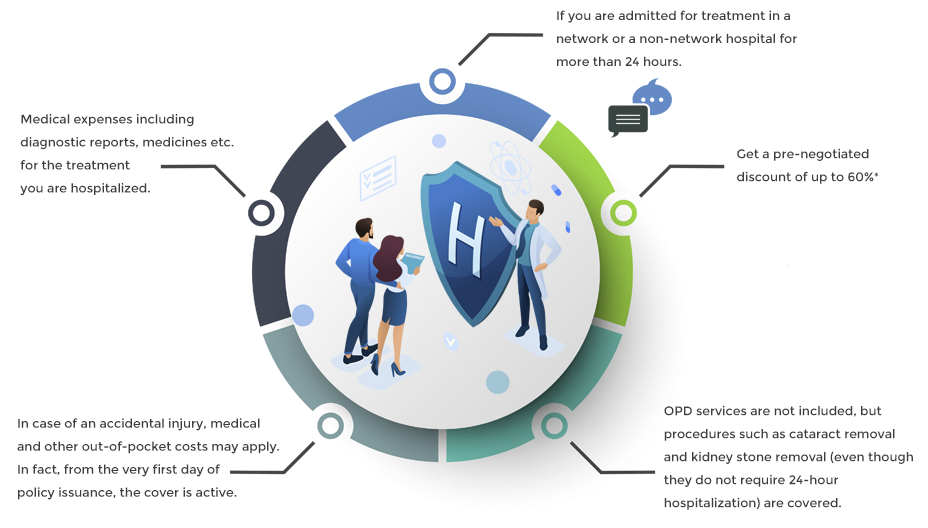 If you are admitted for treatment in a
network or a non-network hospital for
more than 24 hours.
Get a pre-negotiated
discount of up to 60%*
OPD services are not included, but
procedures such as cataract removal
and kidney stone removal (even though
they do not require 24-hour
hospitalization) are covered.
In case of an accidental injury, medical
and other out-of-pocket costs may apply.
In fact, from the very first day of
policy issuance, the cover is active.
Medical expenses including
diagnostic reports, medicines etc.
for the treatment
you are hospitalized.
H